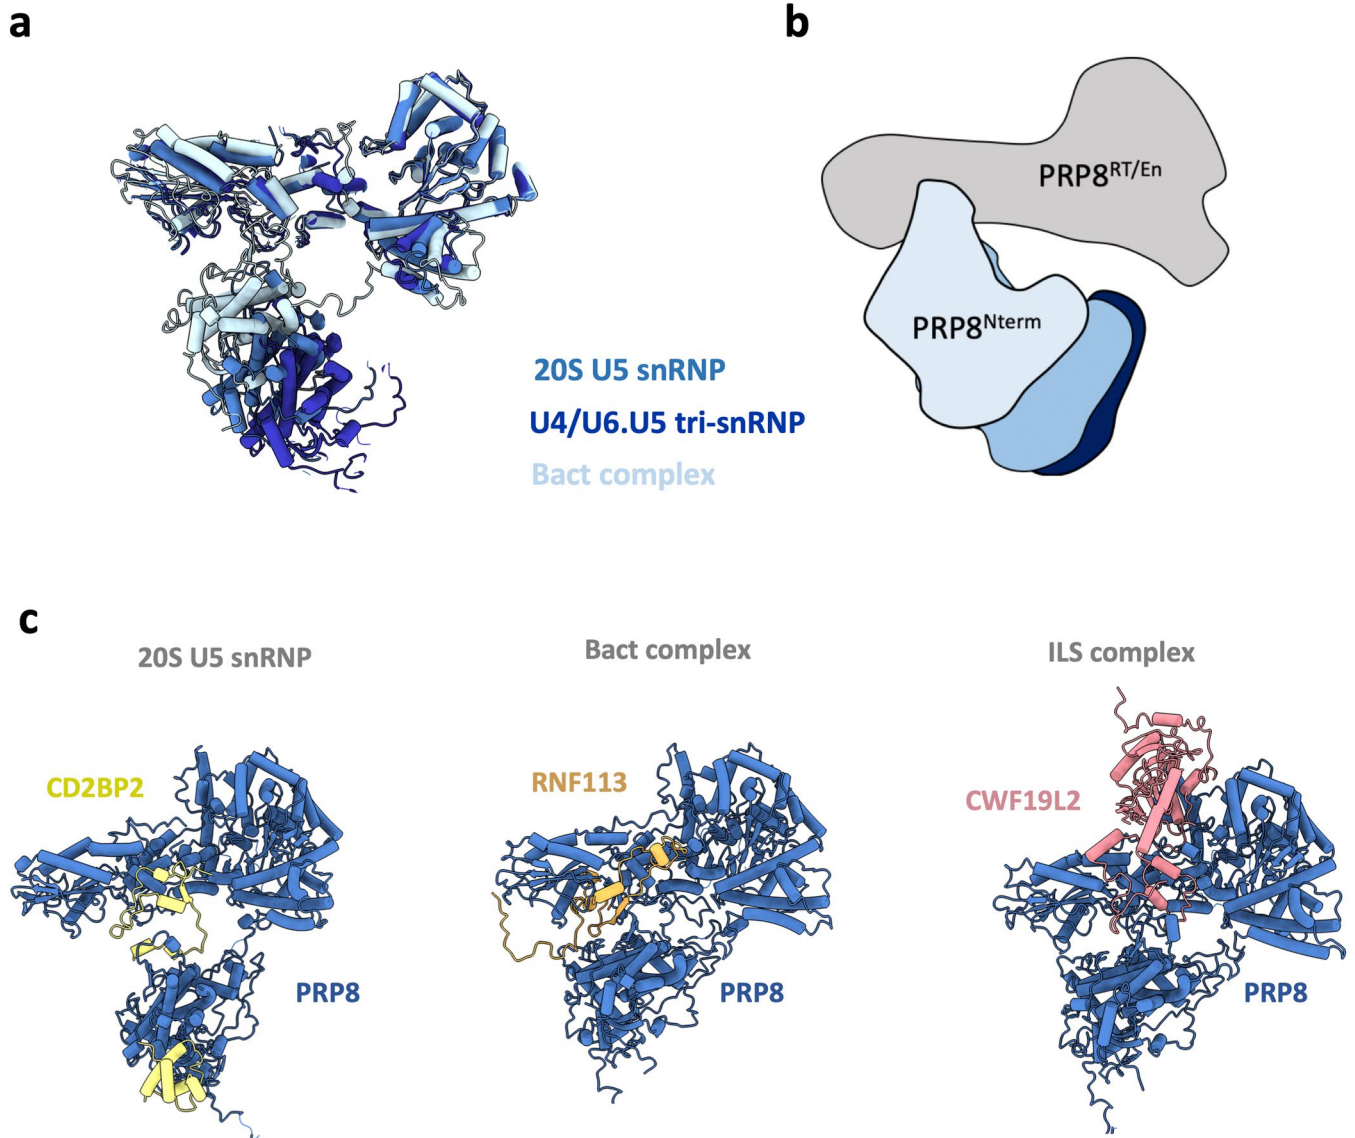 a
b
PRP8RT/En
PRP8Nterm
20S U5 snRNP
U4/U6.U5 tri-snRNP
Bact complex
c
20S U5 snRNP
Bact complex
ILS complex
CD2BP2
RNF113
CWF19L2
PRP8
PRP8
PRP8